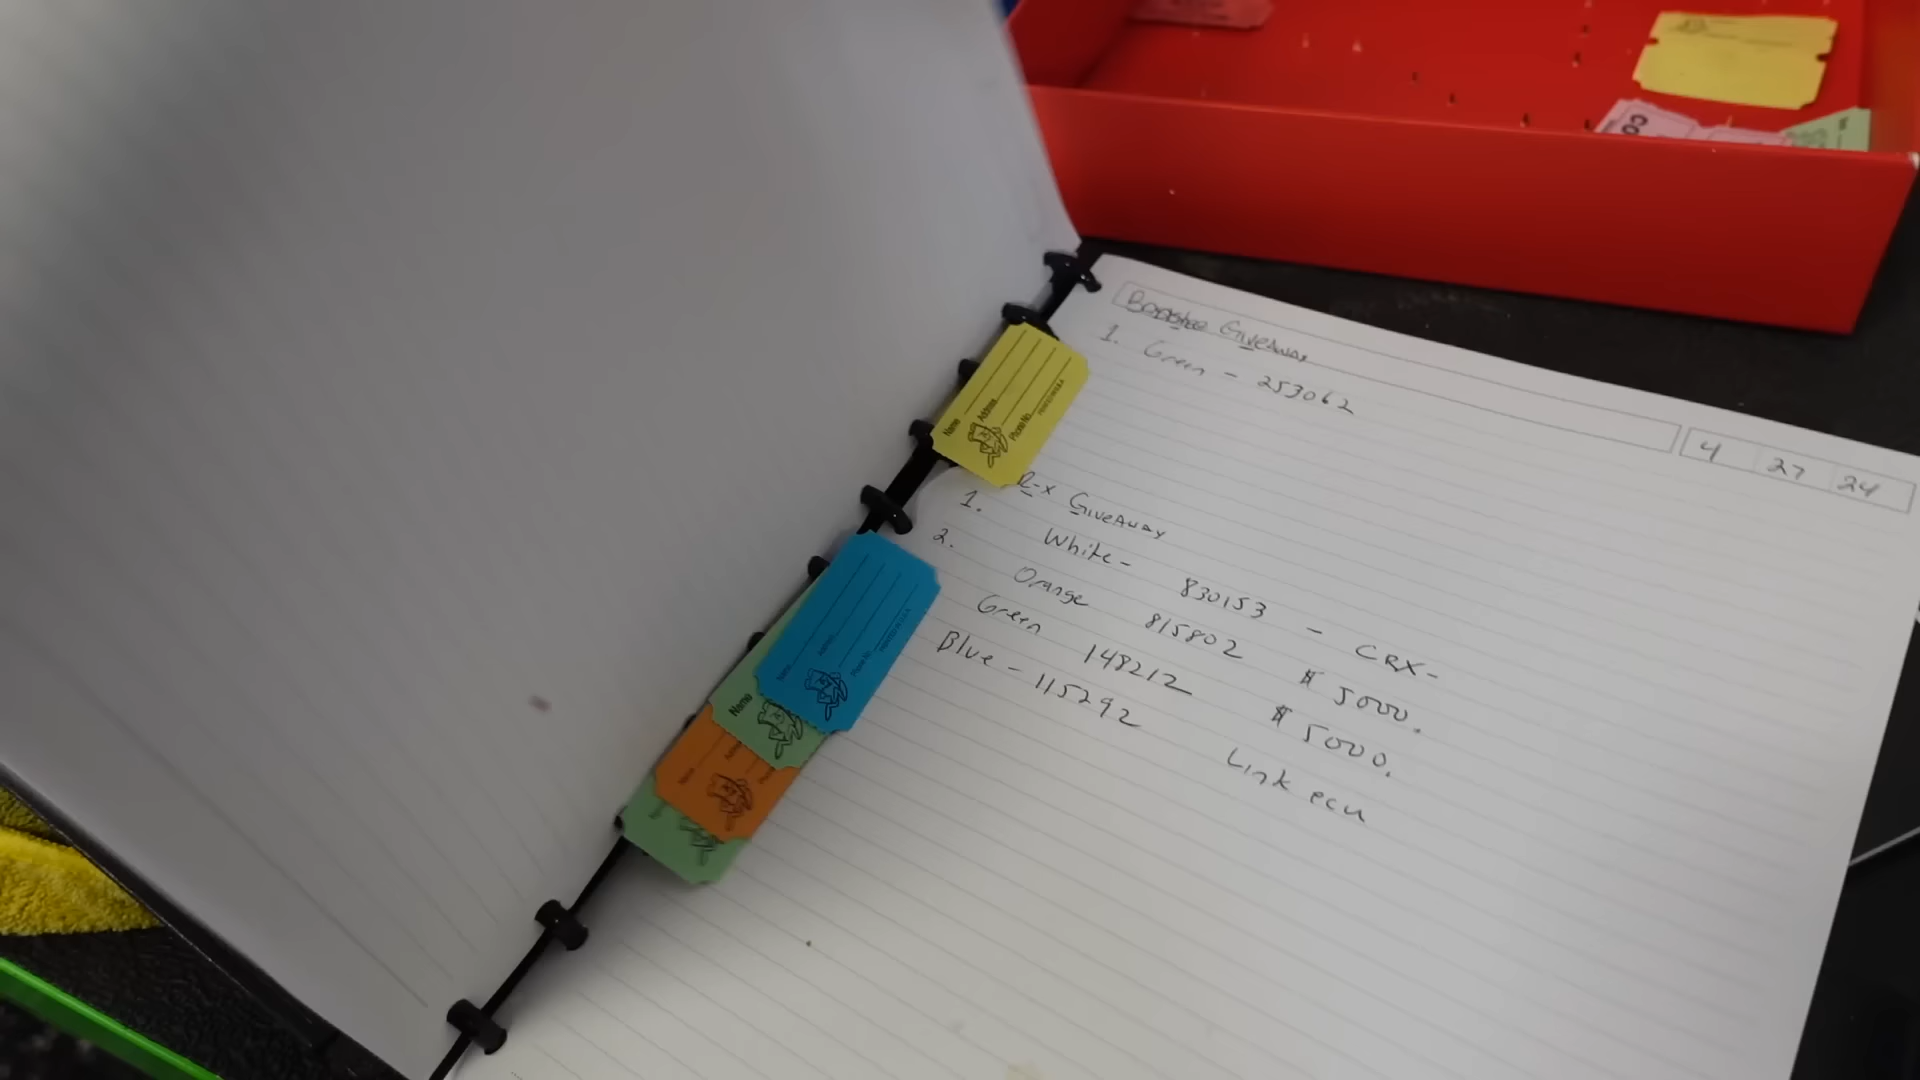 Giveaway
4 27 24
1. Green - 253062
R-x Giveaway
1. White - 830153 - CRX-
2. Orange 815802 $5000.
Green 148212 $5000.
Blue - 115292 Link ecu
Name
Address
Phone No.
Name
CO